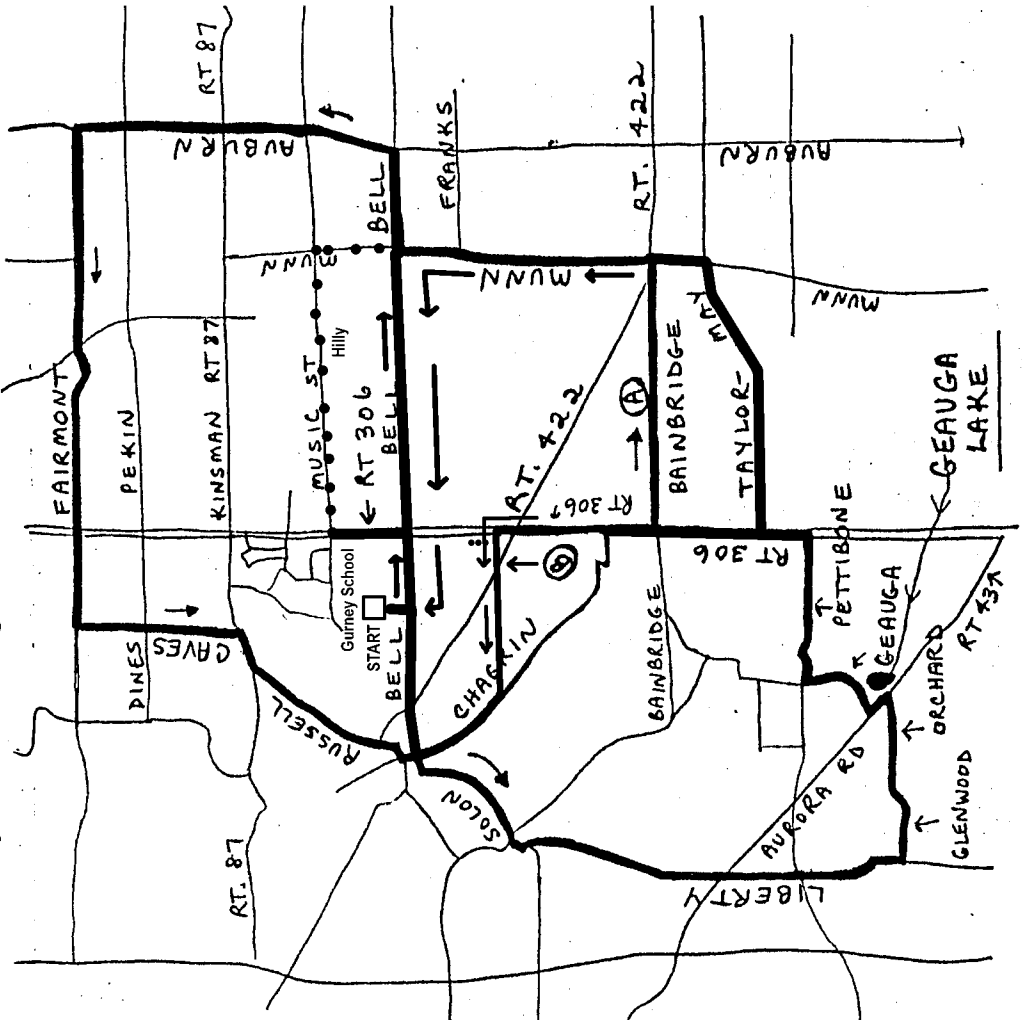 RT 87
AUBURN
FRANKS
RT. 422
AUBURN
BELL
MUNN
MUNN
MUNN
MAY
Hilly
MUSIC ST
RT 306
BELL
FAIRMONT
PEKIN
KINSMAN RT 87
RT. 422
A
BAINBRIDGE
TAYLOR-
GEAUGA
LAKE
RT 306
RT 306
B
PETTIBONE
Gurney School
START
BELL
CHAGRIN
BAINBRIDGE
GEAUGA
RT 43
ORCHARD
CAVES
DINES
RUSSELL
SOLON
AURORA RD
GLENWOOD
LIBERTY
RT. 87